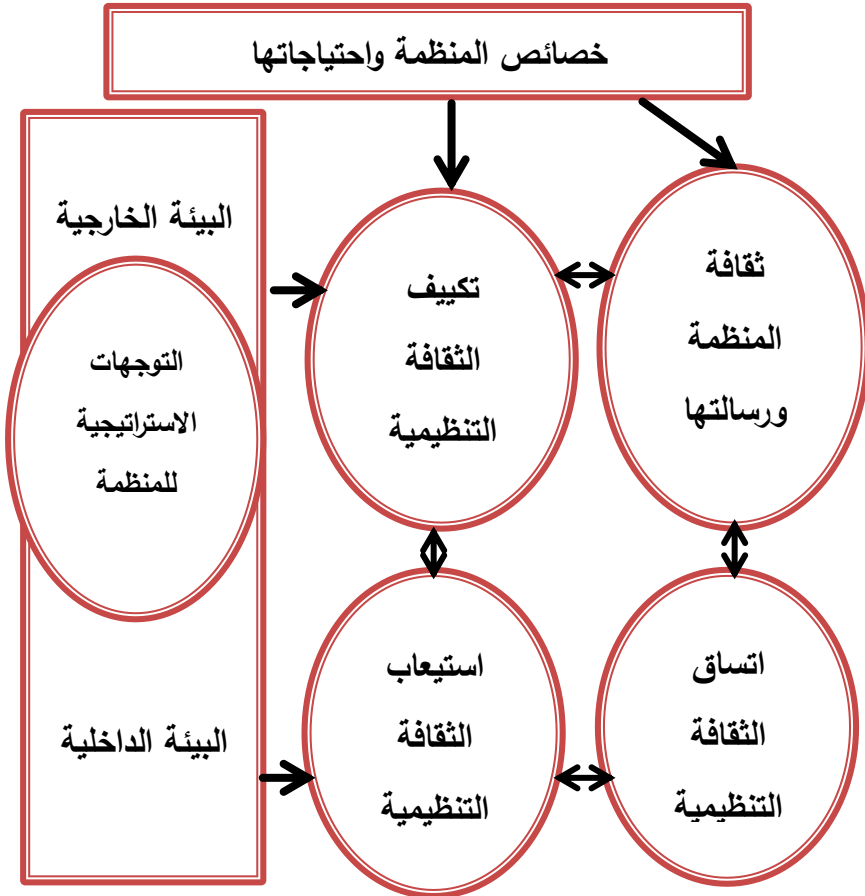 خصائص المنظمة واحتياجاتها
ثقافة
المنظمة
ورسالتها
تكييف
الثقافة
التنظيمية
البيئة الخارجية
التوجهات
الاستراتيجية
للمنظمة
البيئة الداخلية
اتساق
الثقافة
التنظيمية
استيعاب
الثقافة
التنظيمية